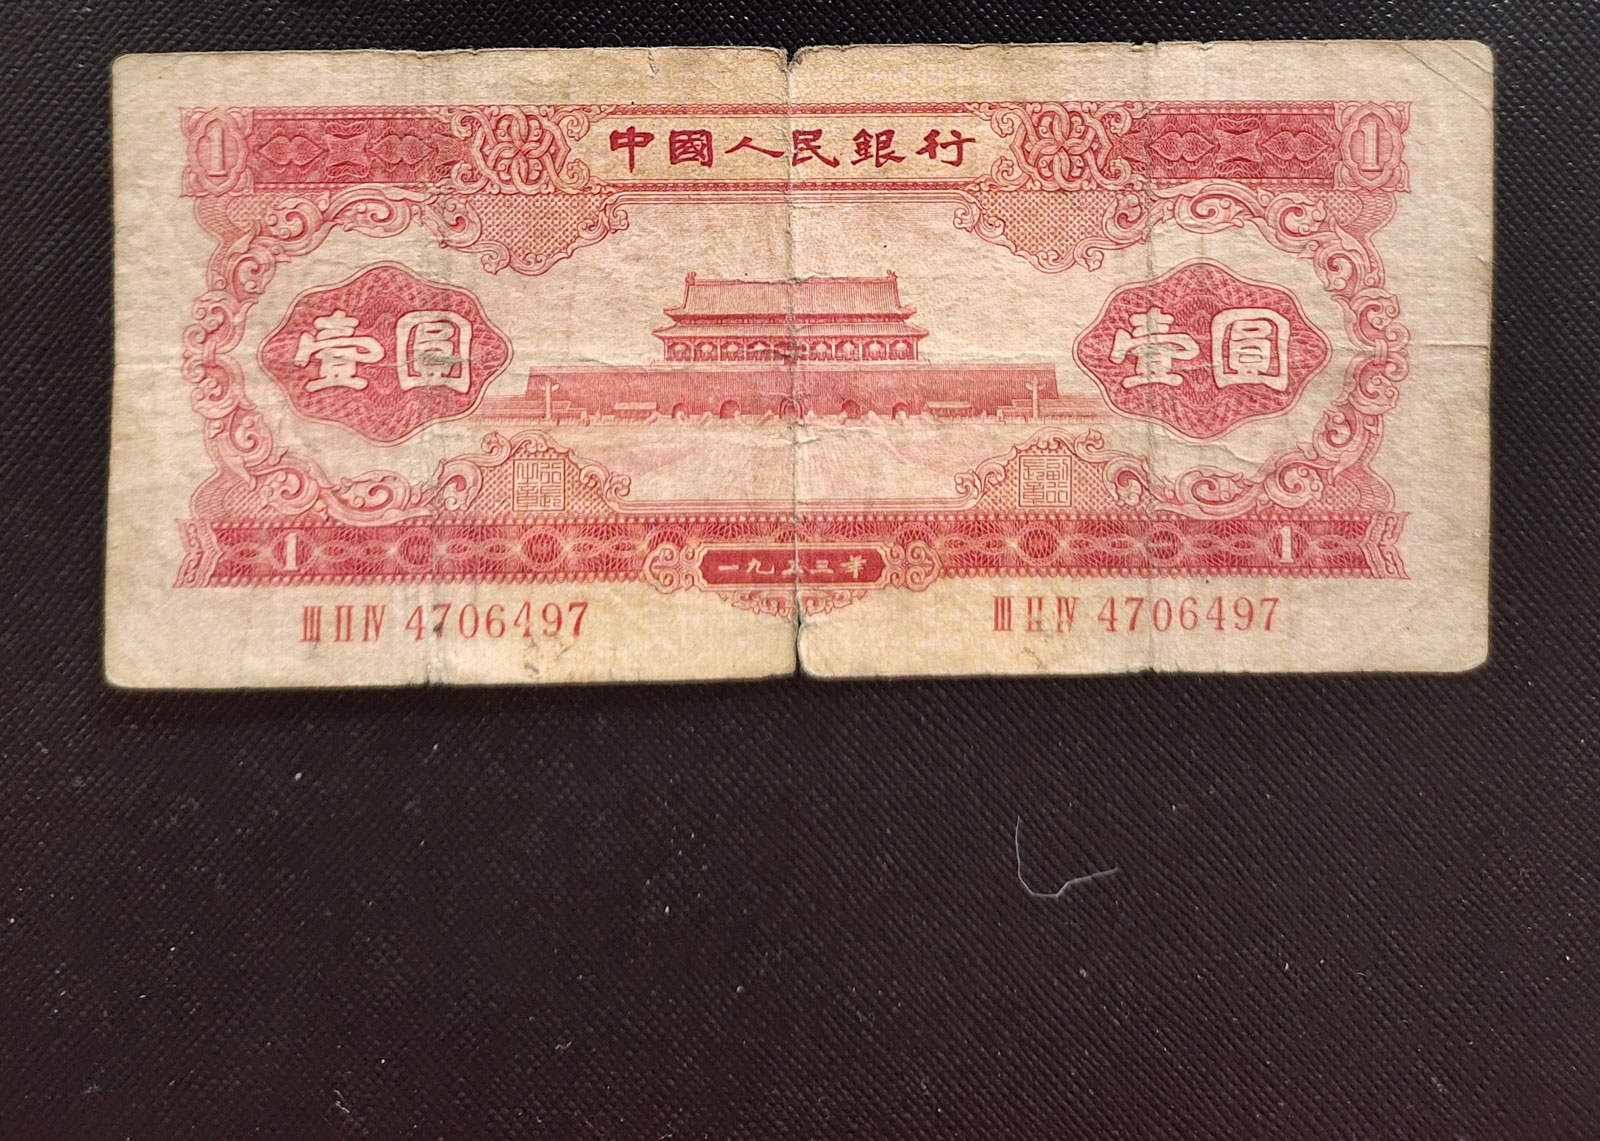 1 中國人民銀行 1
壹圓 壹圓
1 一九五三年 1
ⅢⅡⅣ 4706497 ⅢⅡⅣ 4706497